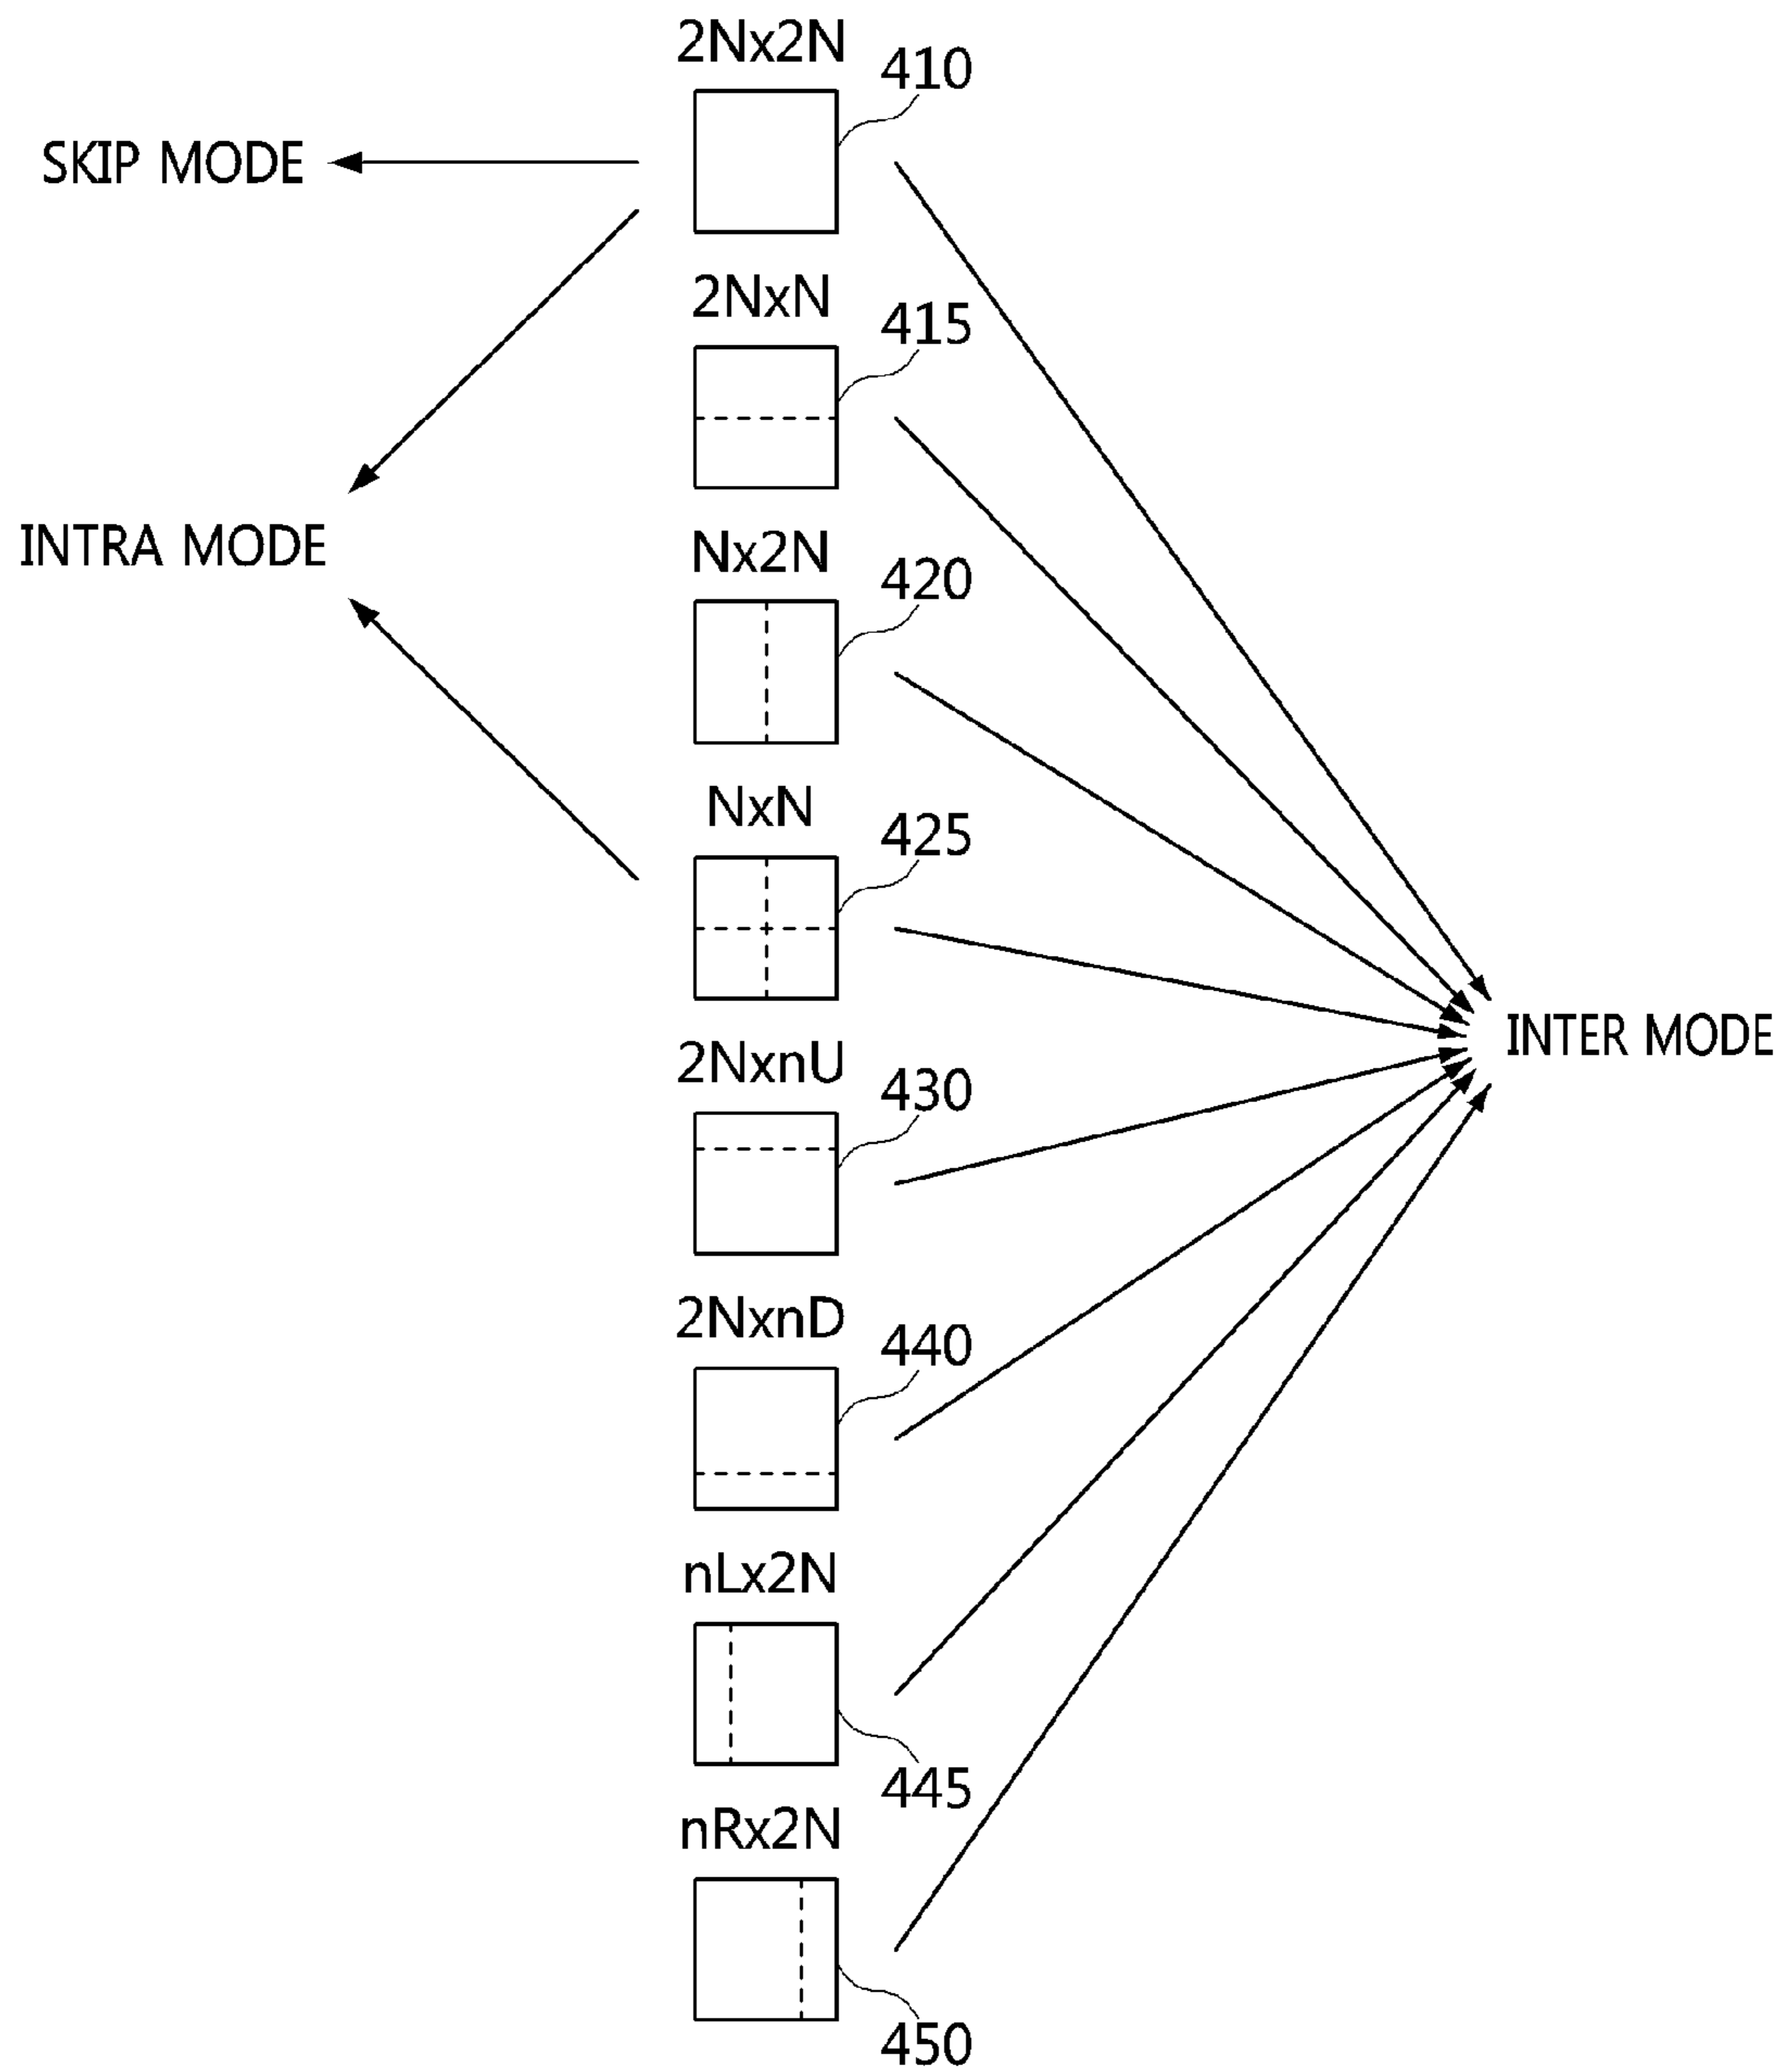 2Nx2N
410
SKIP MODE
2NxN
415
INTRA MODE
Nx2N
420
NxN
425
INTER MODE
2NxnU
430
2NxnD
440
nLx2N
445
nRx2N
450